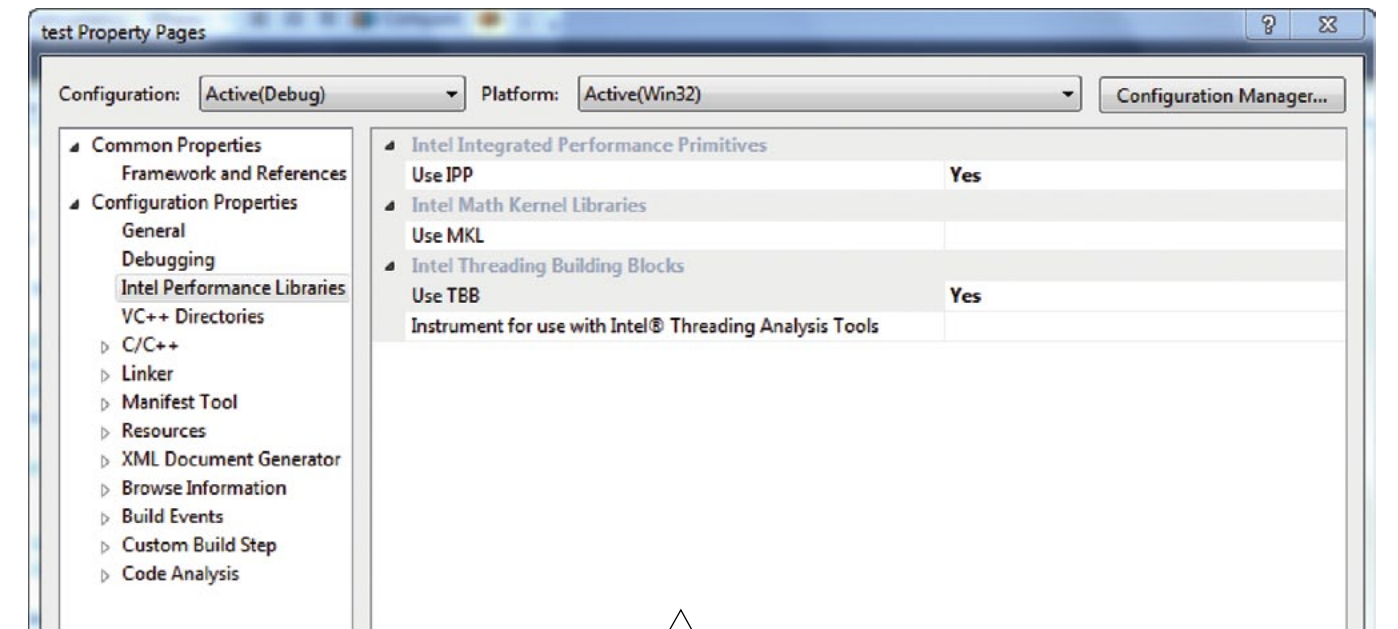 test Property Pages
Configuration: Active(Debug) Platform: Active(Win32) Configuration Manager...
Common Properties
Framework and References
Configuration Properties
General
Debugging
Intel Performance Libraries
VC++ Directories
C/C++
Linker
Manifest Tool
Resources
XML Document Generator
Browse Information
Build Events
Custom Build Step
Code Analysis
Intel Integrated Performance Primitives
Use IPP Yes
Intel Math Kernel Libraries
Use MKL
Intel Threading Building Blocks
Use TBB Yes
Instrument for use with Intel® Threading Analysis Tools